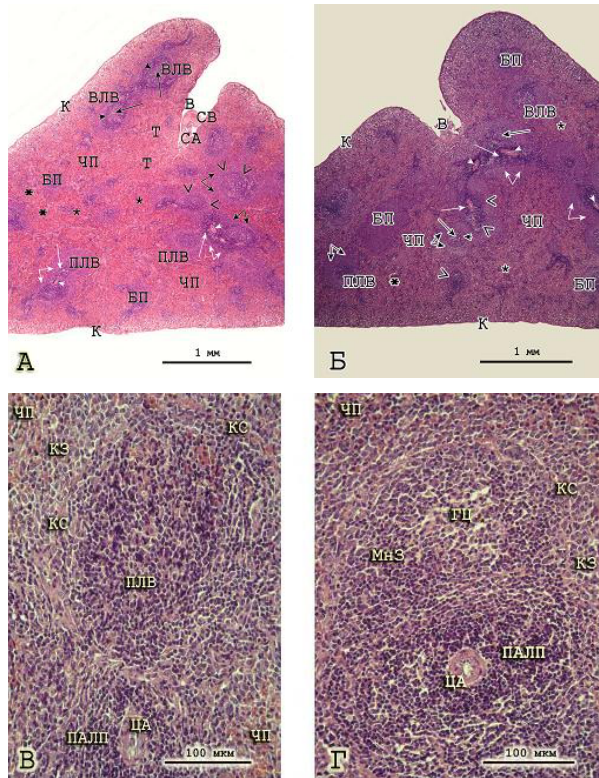 ВЛВ
ВЛВ
К
В
СВ
Т
СА
ЧП
Т
БП
*
*
*
*
ПЛВ
ПЛВ
ЧП
БП
К
А
1 мм
БП
ВЛВ
В
*
К
БП
ЧП
ЧП
ПЛВ
*
*
БП
К
Б
1 мм
ЧП
КС
КЗ
КС
ПЛВ
ЦА
ПАЛП
ЧП
В
100 мкм
ЧП
КС
ГЦ
МнЗ
КЗ
ПАЛП
ЦА
Г
100 мкм